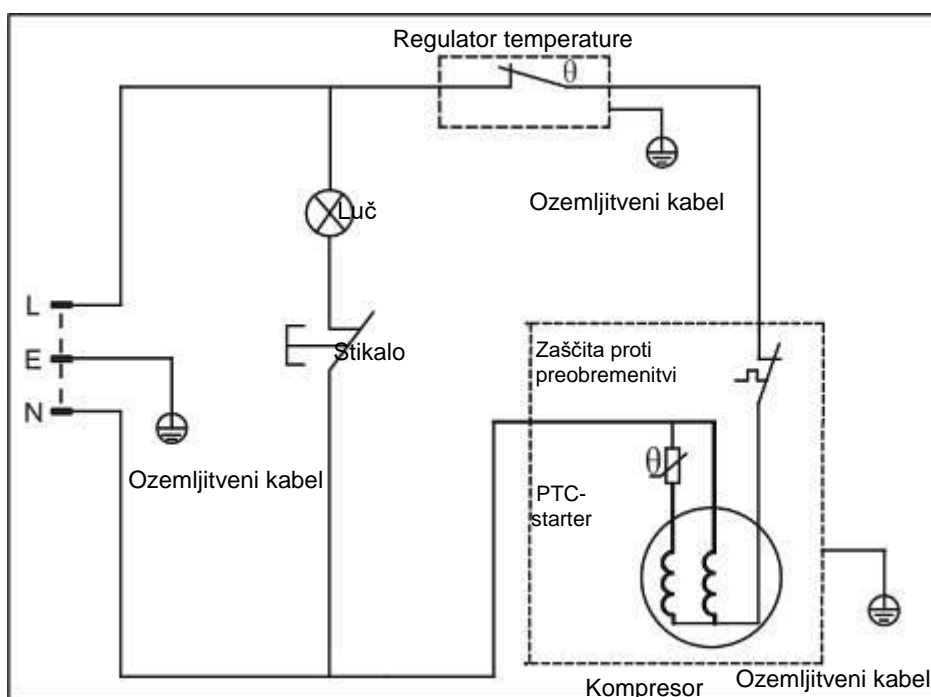 Regulator temperature
θ
Ozemljitveni kabel
Luč
L
Stikalo
E
Zaščita proti
preobremenitvi
N
θ
Ozemljitveni kabel
PTC-
starter
Kompresor
Ozemljitveni kabel